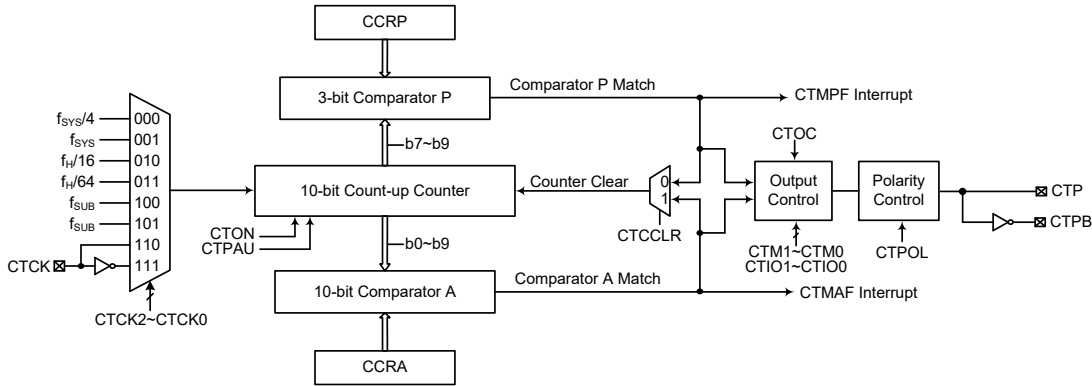 CCRP
3-bit Comparator P
Comparator P Match
CTMPF Interrupt
b7~b9
fSYS/4 000
fSYS 001
fH/16 010
fH/64 011
fSUB 100
fSUB 101
110
CTCK 111
CTCK2~CTCK0
10-bit Count-up Counter
Counter Clear
0
1
CTCCLR
CTON
CTPAU
b0~b9
CTOC
Output
Control
CTM1~CTM0
CTIO1~CTIO0
Polarity
Control
CTPOL
CTP
CTPB
10-bit Comparator A
Comparator A Match
CTMAF Interrupt
CCRA